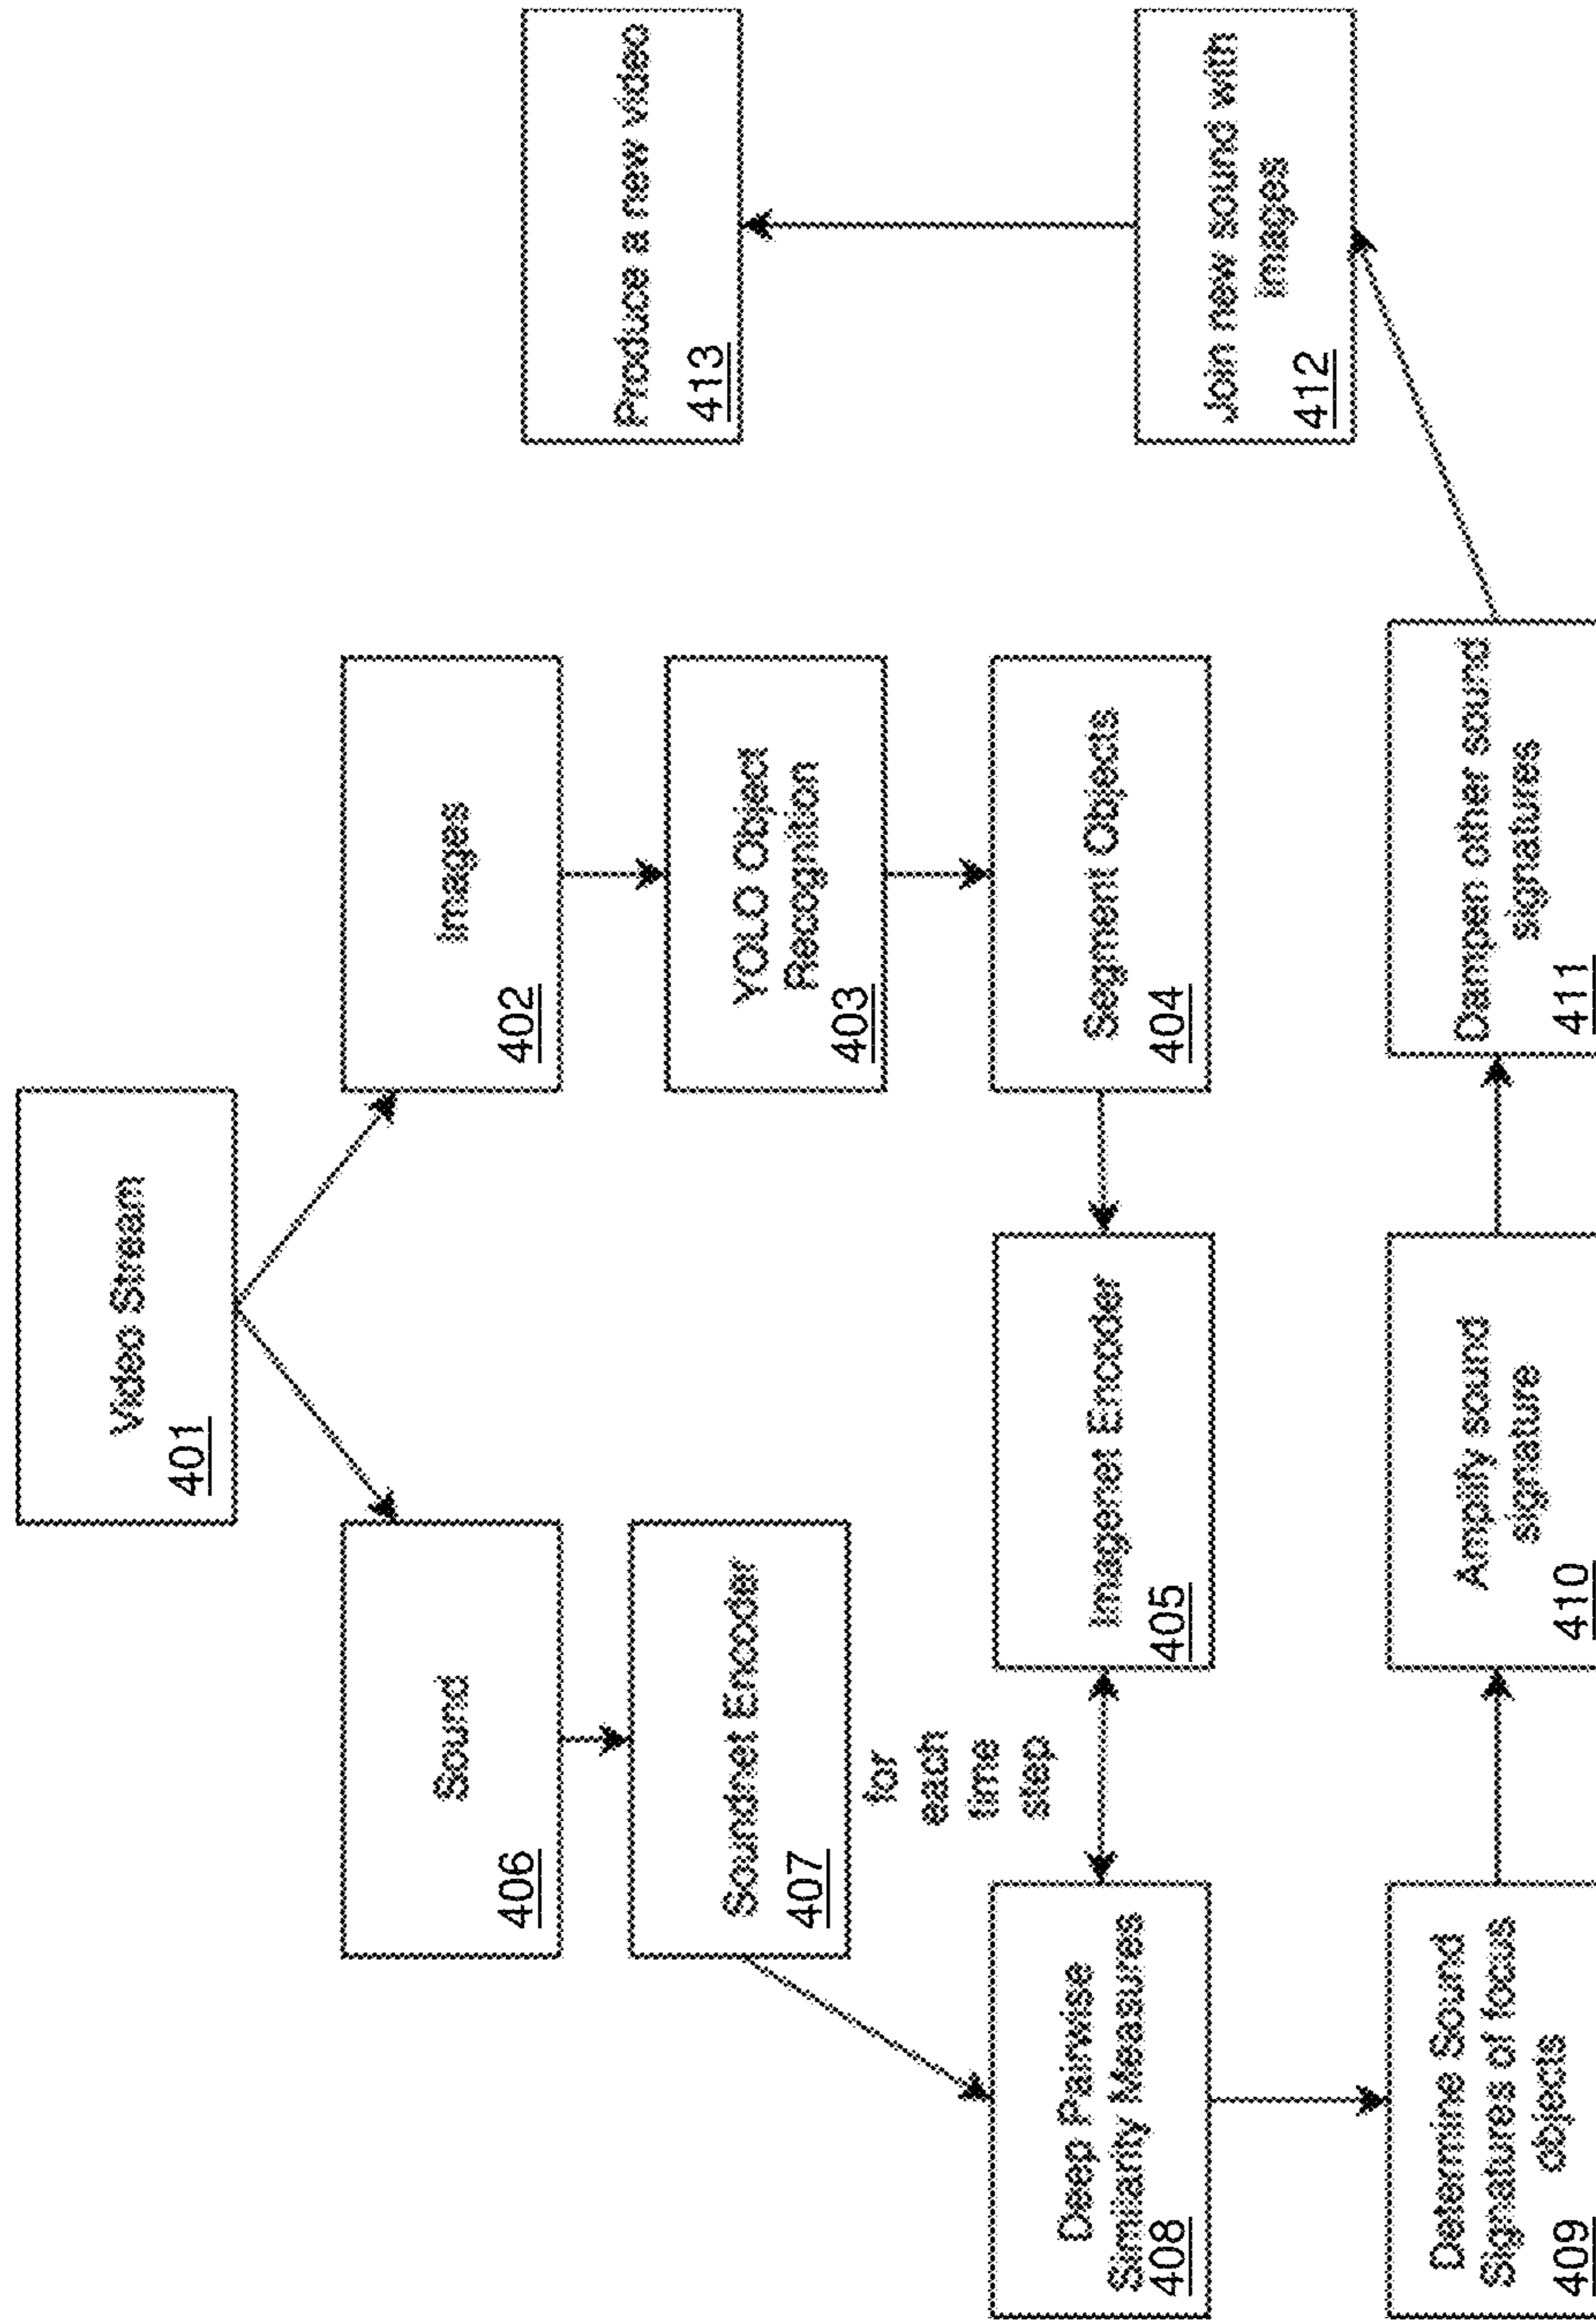 Video Stream
401
Images
402
YOLO Object
Recognition
403
Segment Objects
404
Imagenet Encoder
405
Sound
406
Soundnet Encoder
407
for
each
time
step
Deep Pairwise
Similarity Measures
408
Determine Sound
Signatures of focus
objects
409
Amplify sound
signature
410
Dampen other sound
signatures
411
Join new sound with
images
412
Produce a new video
413